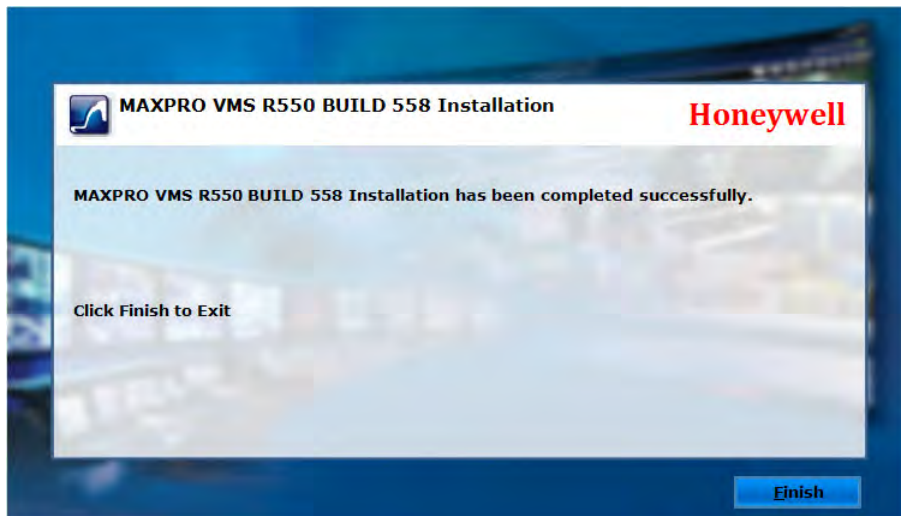 MAXPRO VMS R550 BUILD 558 Installation
Honeywell
MAXPRO VMS R550 BUILD 558 Installation has been completed successfully.
Click Finish to Exit
Finish